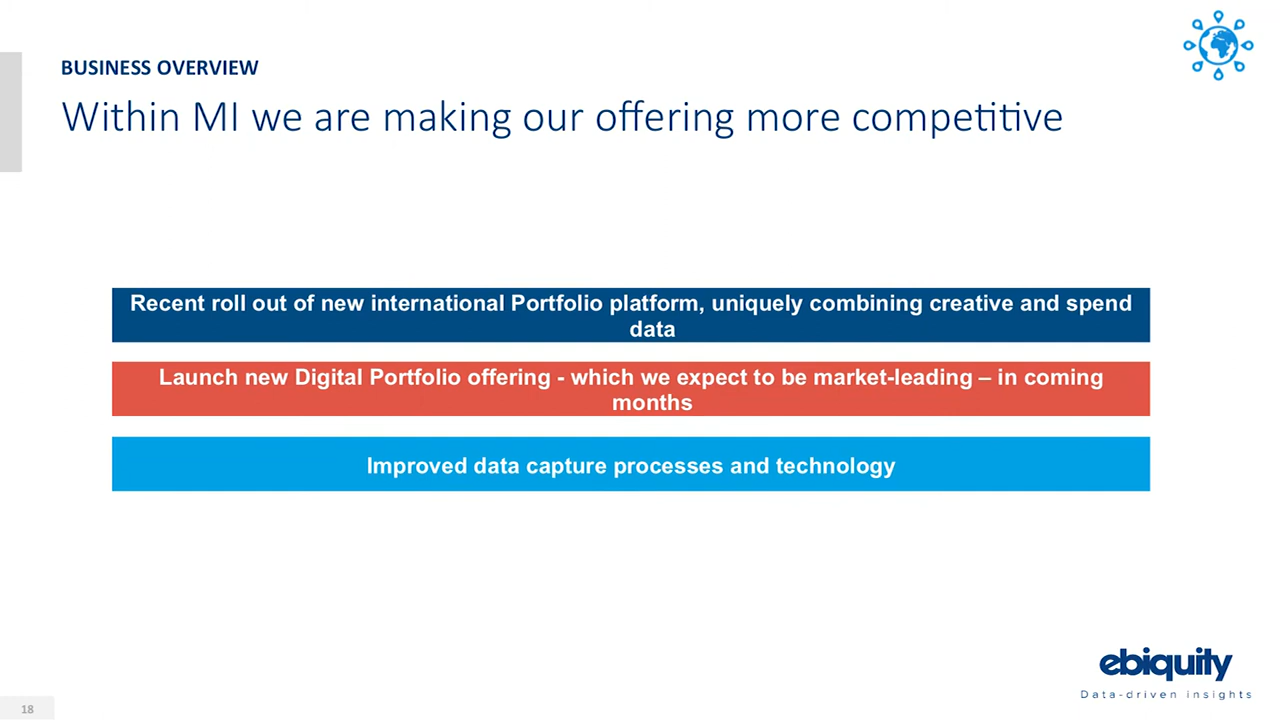 BUSINESS OVERVIEW
Within MI we are making our offering more competitive
Recent roll out of new international Portfolio platform, uniquely combining creative and spend
data
Launch new Digital Portfolio offering - which we expect to be market-leading – in coming
months
Improved data capture processes and technology
ebiquity
Data-driven insights
18